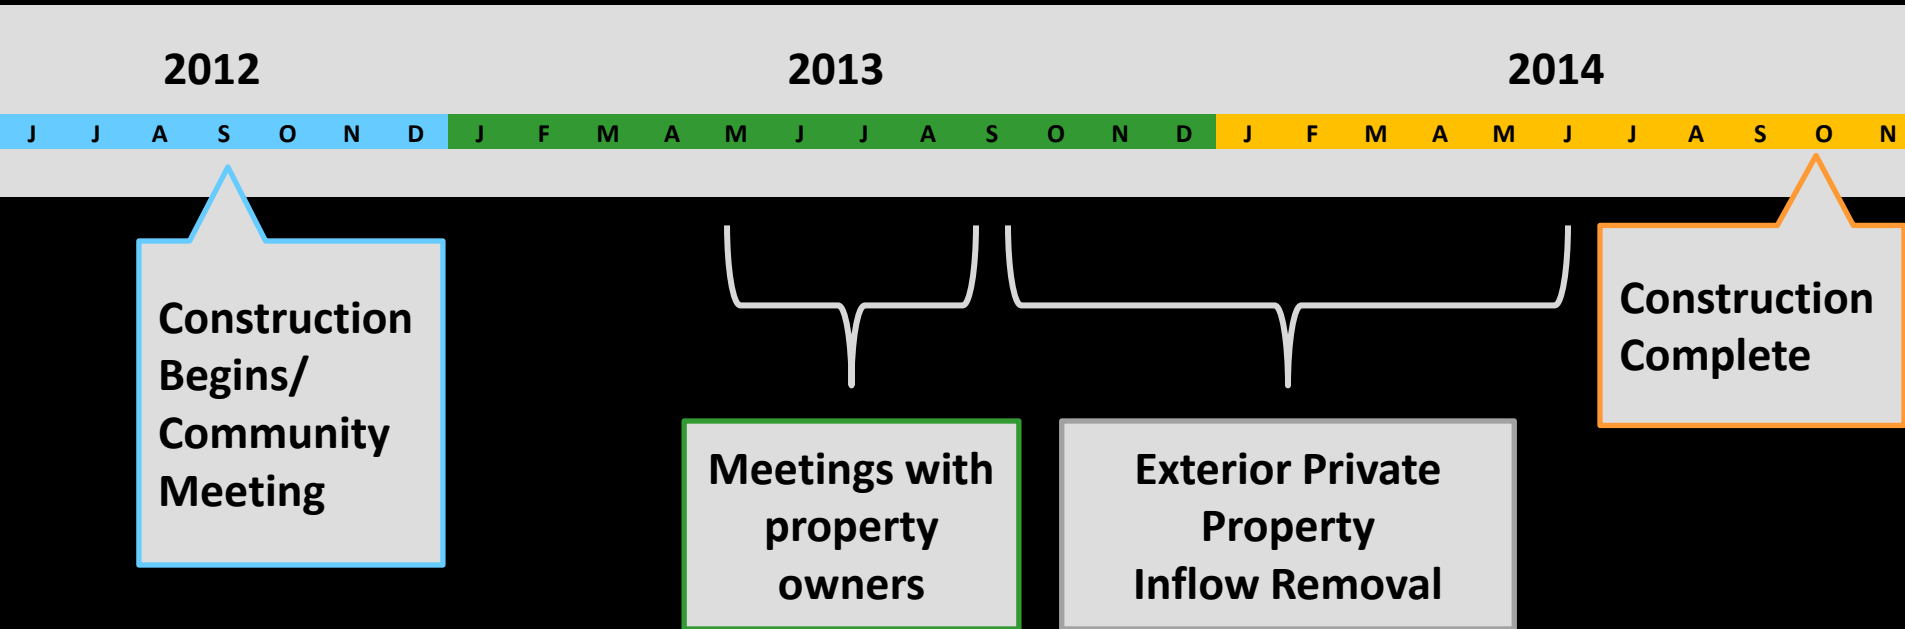 2012 2013 2014
J J A S O N D J F M A M J J A S O N D J F M A M J J A S O N
Construction
Begins/
Community
Meeting
Meetings with
property
owners
Exterior Private
Property
Inflow Removal
Construction
Complete